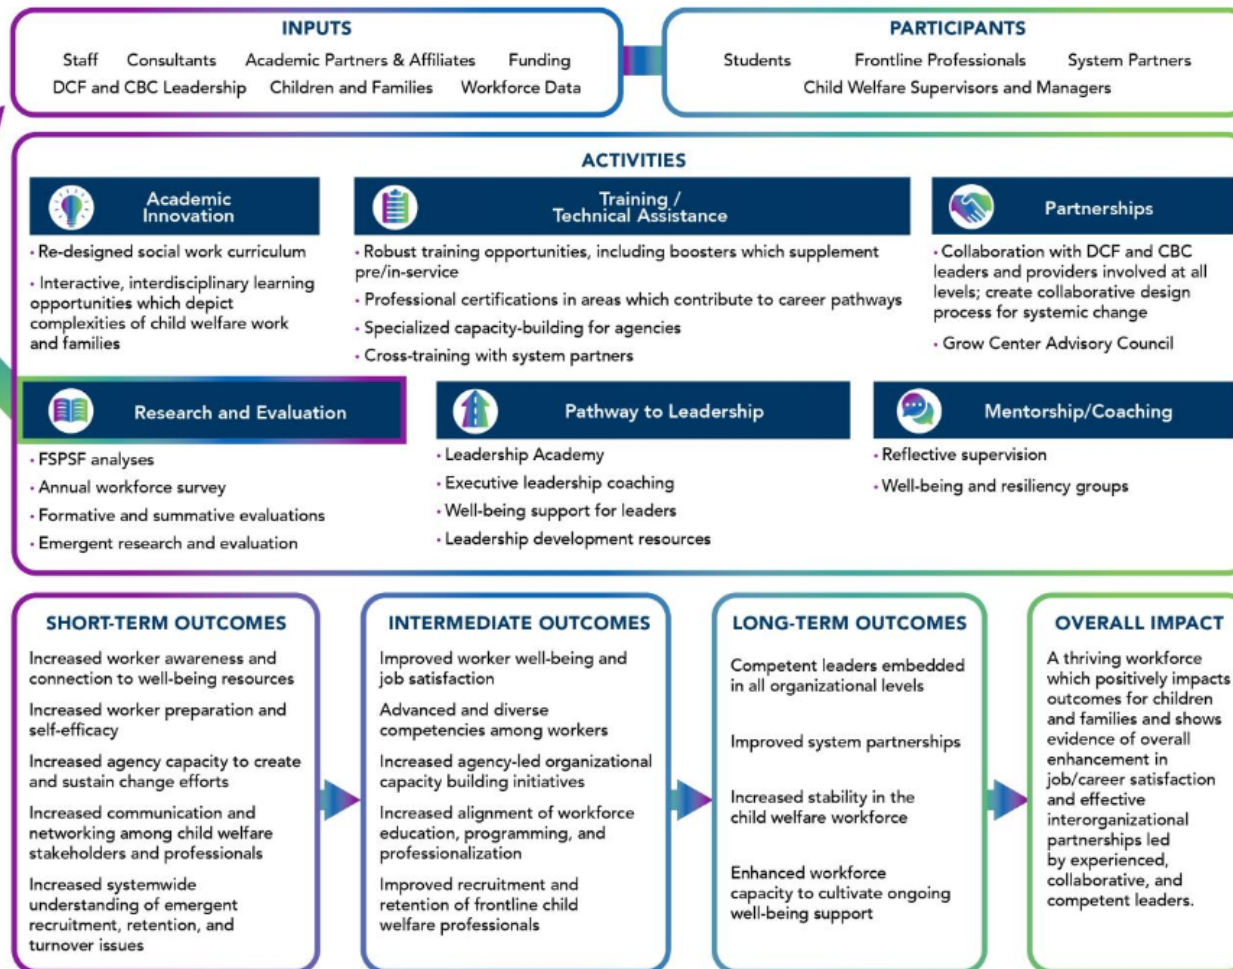 INPUTS
Staff Consultants Academic Partners & Affiliates Funding
DCF and CBC Leadership Children and Families Workforce Data
PARTICIPANTS
Students Frontline Professionals System Partners
Child Welfare Supervisors and Managers
ACTIVITIES
Academic
Innovation
• Re-designed social work curriculum
• Interactive, interdisciplinary learning
opportunities which depict
complexities of child welfare work
and families
Training /
Technical Assistance
• Robust training opportunities, including boosters which supplement
pre/in-service
• Professional certifications in areas which contribute to career pathways
• Specialized capacity-building for agencies
• Cross-training with system partners
Partnerships
• Collaboration with DCF and CBC
leaders and providers involved at all
levels; create collaborative design
process for systemic change
• Grow Center Advisory Council
Research and Evaluation
• FSPSF analyses
• Annual workforce survey
• Formative and summative evaluations
• Emergent research and evaluation
Pathway to Leadership
• Leadership Academy
• Executive leadership coaching
• Well-being support for leaders
• Leadership development resources
Mentorship/Coaching
• Reflective supervision
• Well-being and resiliency groups
SHORT-TERM OUTCOMES
Increased worker awareness and
connection to well-being resources
Increased worker preparation and
self-efficacy
Increased agency capacity to create
and sustain change efforts
Increased communication and
networking among child welfare
stakeholders and professionals
Increased systemwide
understanding of emergent
recruitment, retention, and
turnover issues
INTERMEDIATE OUTCOMES
Improved worker well-being and
job satisfaction
Advanced and diverse
competencies among workers
Increased agency-led organizational
capacity building initiatives
Increased alignment of workforce
education, programming, and
professionalization
Improved recruitment and
retention of frontline child
welfare professionals
LONG-TERM OUTCOMES
Competent leaders embedded
in all organizational levels
Improved system partnerships
Increased stability in the
child welfare workforce
Enhanced workforce
capacity to cultivate ongoing
well-being support
OVERALL IMPACT
A thriving workforce
which positively impacts
outcomes for children
and families and shows
evidence of overall
enhancement in
job/career satisfaction
and effective
interorganizational
partnerships led
by experienced,
collaborative, and
competent leaders.